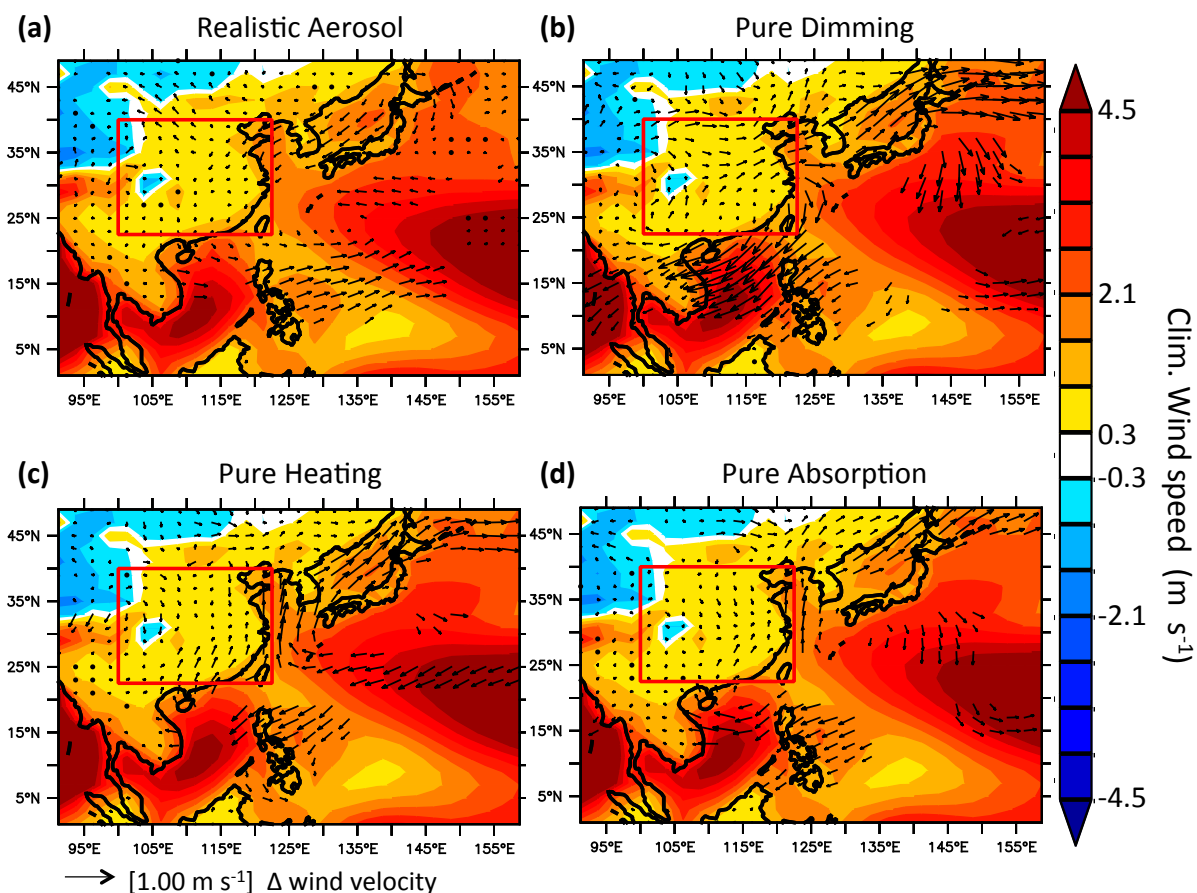 (a) Realistic Aerosol
(b) Pure Dimming
45°N
35°N
25°N
15°N
5°N
95°E 105°E 115°E 125°E 135°E 145°E 155°E
45°N
35°N
25°N
15°N
5°N
95°E 105°E 115°E 125°E 135°E 145°E 155°E
(c) Pure Heating
(d) Pure Absorption
45°N
35°N
25°N
15°N
5°N
95°E 105°E 115°E 125°E 135°E 145°E 155°E
45°N
35°N
25°N
15°N
5°N
95°E 105°E 115°E 125°E 135°E 145°E 155°E
4.5
2.1
0.3
-0.3
-2.1
-4.5
Clim. Wind speed (m s⁻¹)
[1.00 m s⁻¹] Δ wind velocity